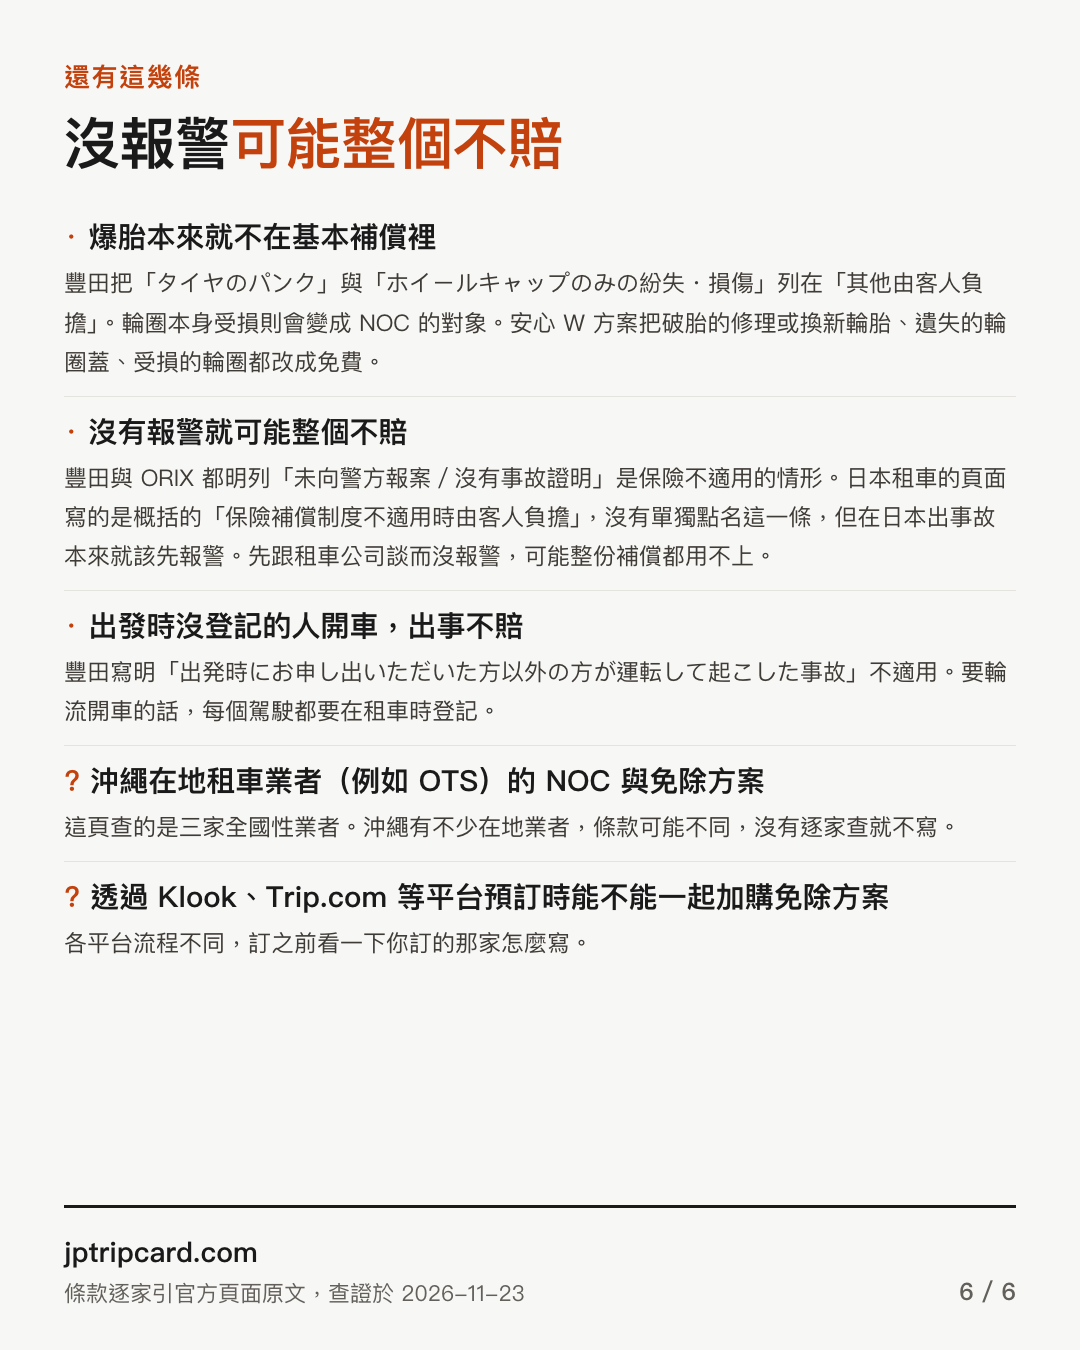 還有這幾條
沒報警可能整個不賠
· 爆胎本來就不在基本補償裡
豐田把「タイヤのパンク」與「ホイールキャップのみの紛失・損傷」列在「其他由客人負
擔」。輪圈本身受損則會變成 NOC 的對象。安心 W 方案把破胎的修理或換新輪胎、遺失的輪
圈蓋、受損的輪圈都改成免費。
· 沒有報警就可能整個不賠
豐田與 ORIX 都明列「未向警方報案 / 沒有事故證明」是保險不適用的情形。日本租車的頁面
寫的是概括的「保險補償制度不適用時由客人負擔」，沒有單獨點名這一條，但在日本出事故
本來就該先報警。先跟租車公司談而沒報警，可能整份補償都用不上。
· 出發時沒登記的人開車，出事不賠
豐田寫明「出発時にお申し出いただいた方以外の方が運転して起こした事故」不適用。要輪
流開車的話，每個駕駛都要在租車時登記。
? 沖繩在地租車業者（例如 OTS）的 NOC 與免除方案
這頁查的是三家全國性業者。沖繩有不少在地業者，條款可能不同，沒有逐家查就不寫。
? 透過 Klook、Trip.com 等平台預訂時能不能一起加購免除方案
各平台流程不同，訂之前看一下你訂的那家怎麼寫。
jptripcard.com
條款逐家引官方頁面原文，查證於 2026-11-23
6 / 6